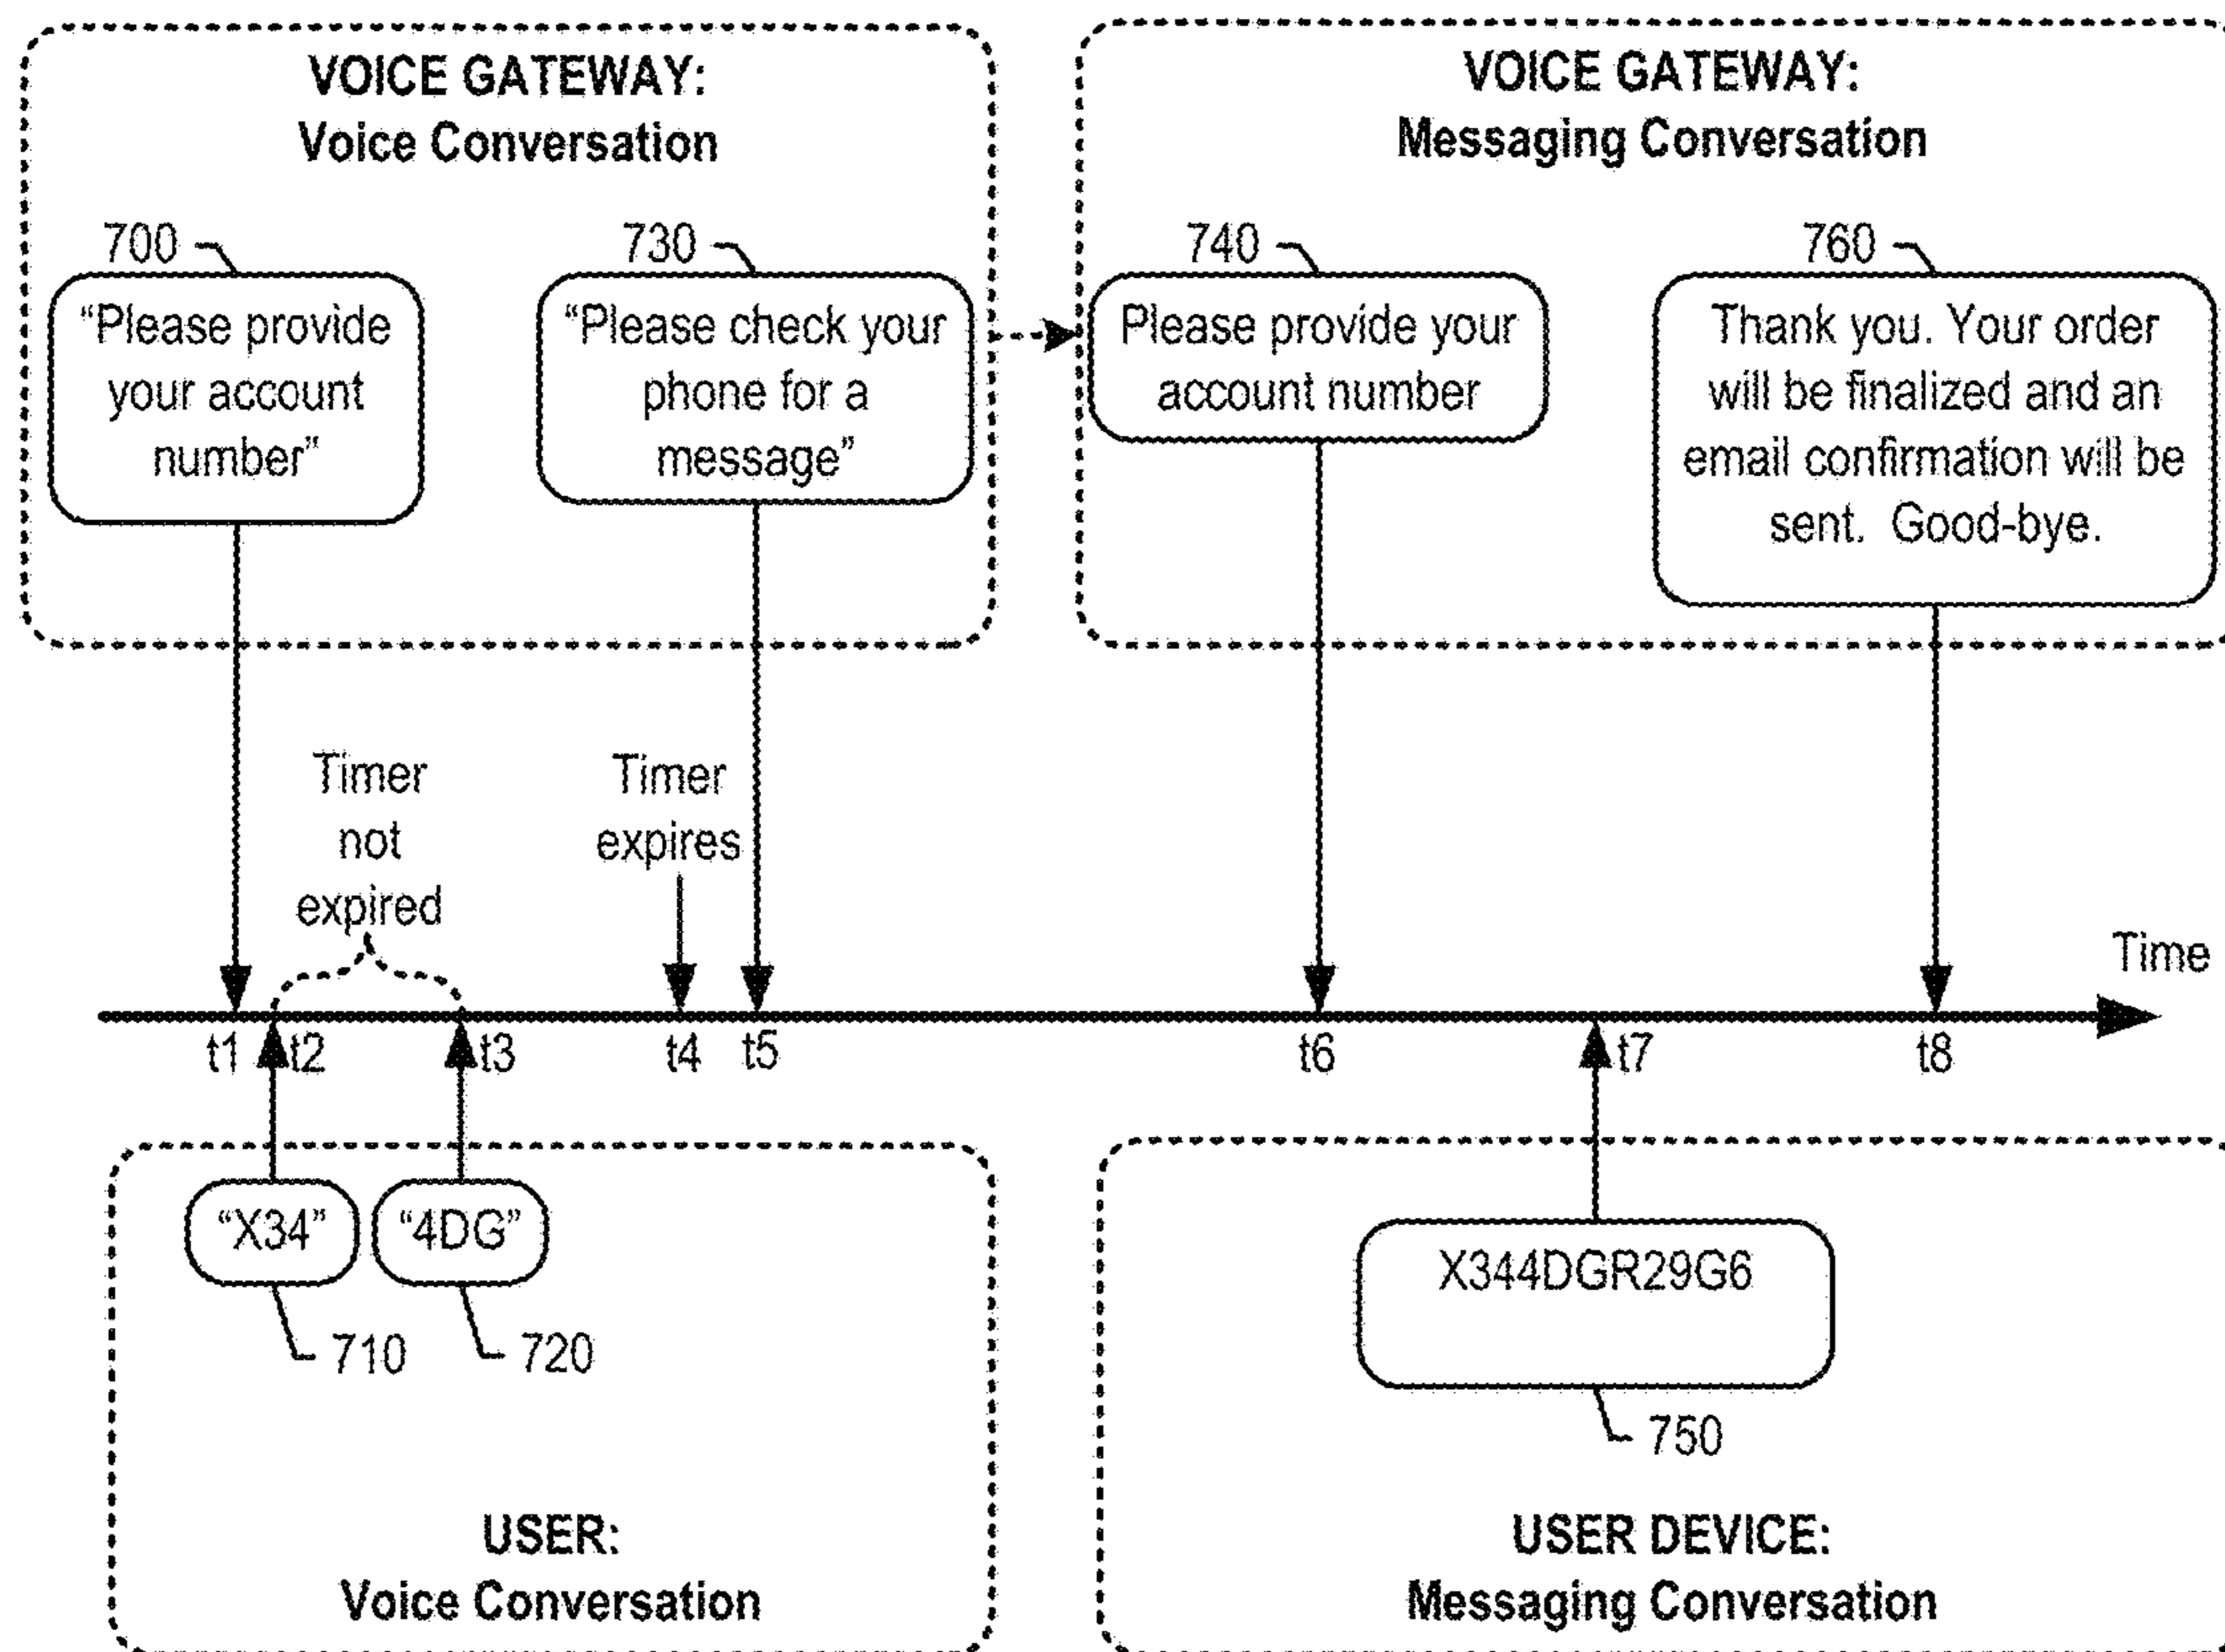 VOICE GATEWAY:
Voice Conversation
700
“Please provide
your account
number”
730
“Please check your
phone for a
message”
VOICE GATEWAY:
Messaging Conversation
740
Please provide your
account number
760
Thank you. Your order
will be finalized and an
email confirmation will be
sent. Good-bye.
Timer
not
expired
Timer
expires
Time
t1
t2
t3
t4
t5
t6
t7
t8
“X34”
“4DG”
710
720
USER:
Voice Conversation
X344DGR29G6
750
USER DEVICE:
Messaging Conversation